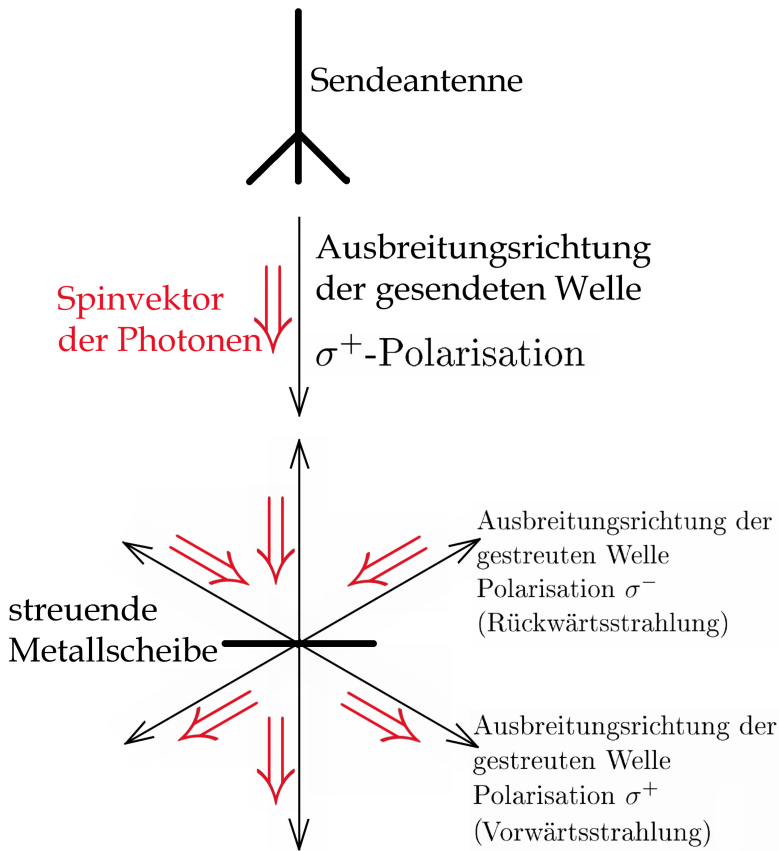 Sendeantenne
Ausbreitungsrichtung
der gesendeten Welle
Spinvektor
der Photonen
σ⁺-Polarisation
Ausbreitungsrichtung der
gestreuten Welle
Polarisation σ⁻
(Rückwärtsstrahlung)
streuende
Metallscheibe
Ausbreitungsrichtung der
gestreuten Welle
Polarisation σ⁺
(Vorwärtsstrahlung)